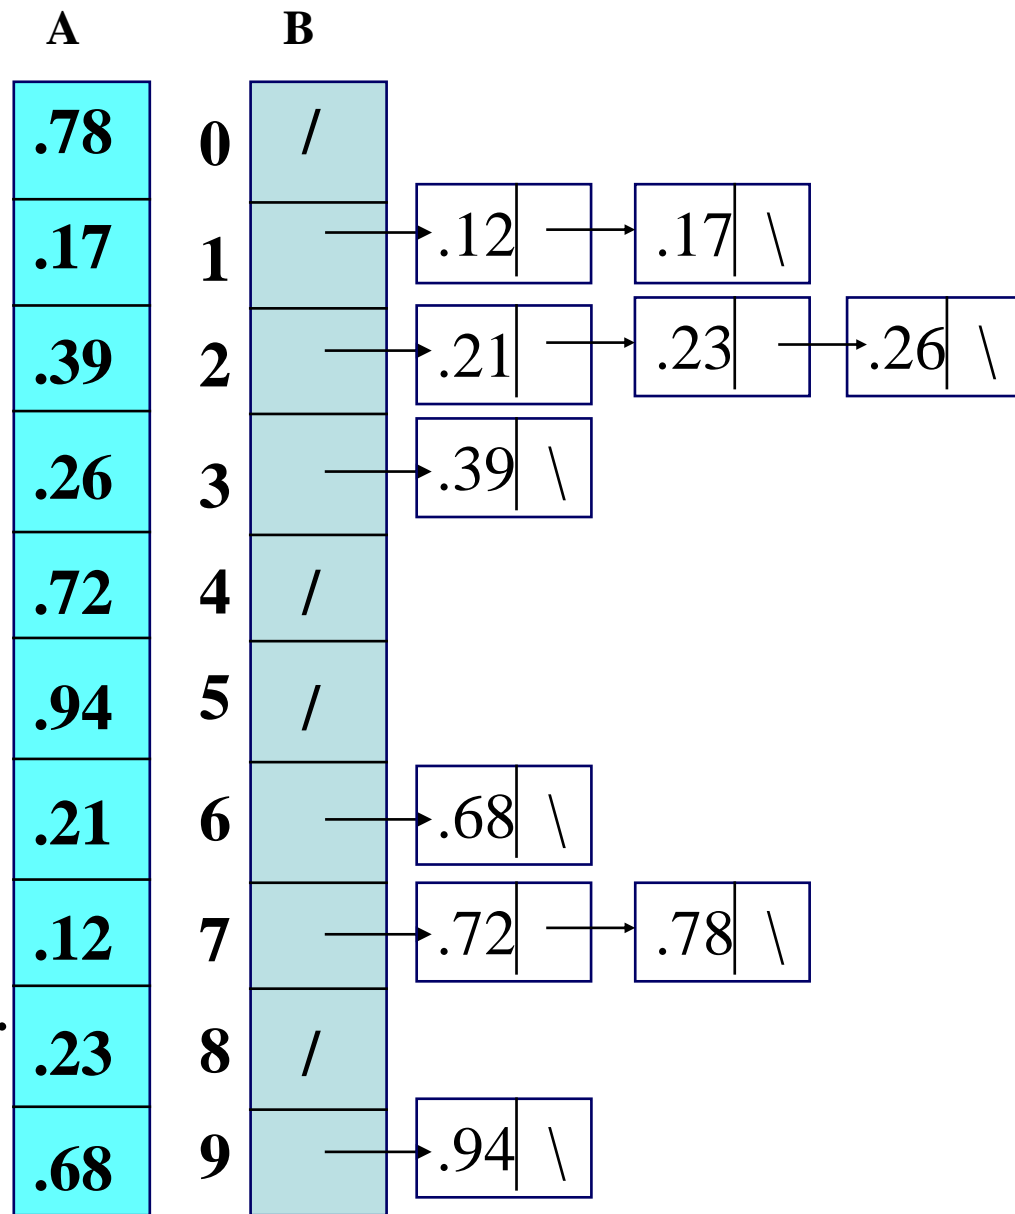 A B
.78 0 /
.17 1 .12 .17 \
.39 2 .21 .23 .26 \
.26 3 .39 \
.72 4 /
.94 5 /
.21 6 .68 \
.12 7 .72 .78 \
.23 8 /
.68 9 .94 \